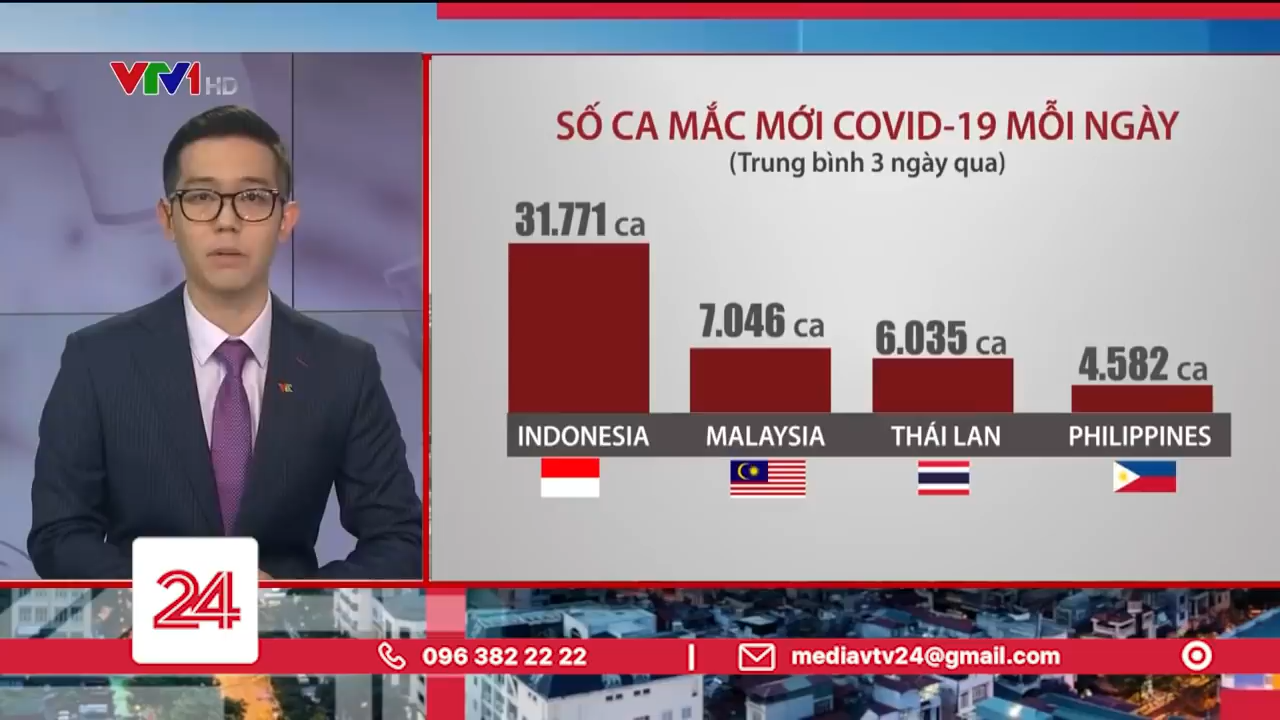 VTV1 HD
SỐ CA MẮC MỚI COVID-19 MỖI NGÀY
(Trung bình 3 ngày qua)
31.771 ca
7.046 ca
6.035 ca
4.582 ca
INDONESIA
MALAYSIA
THÁI LAN
PHILIPPINES
24
096 382 22 22
|
mediavtv24@gmail.com